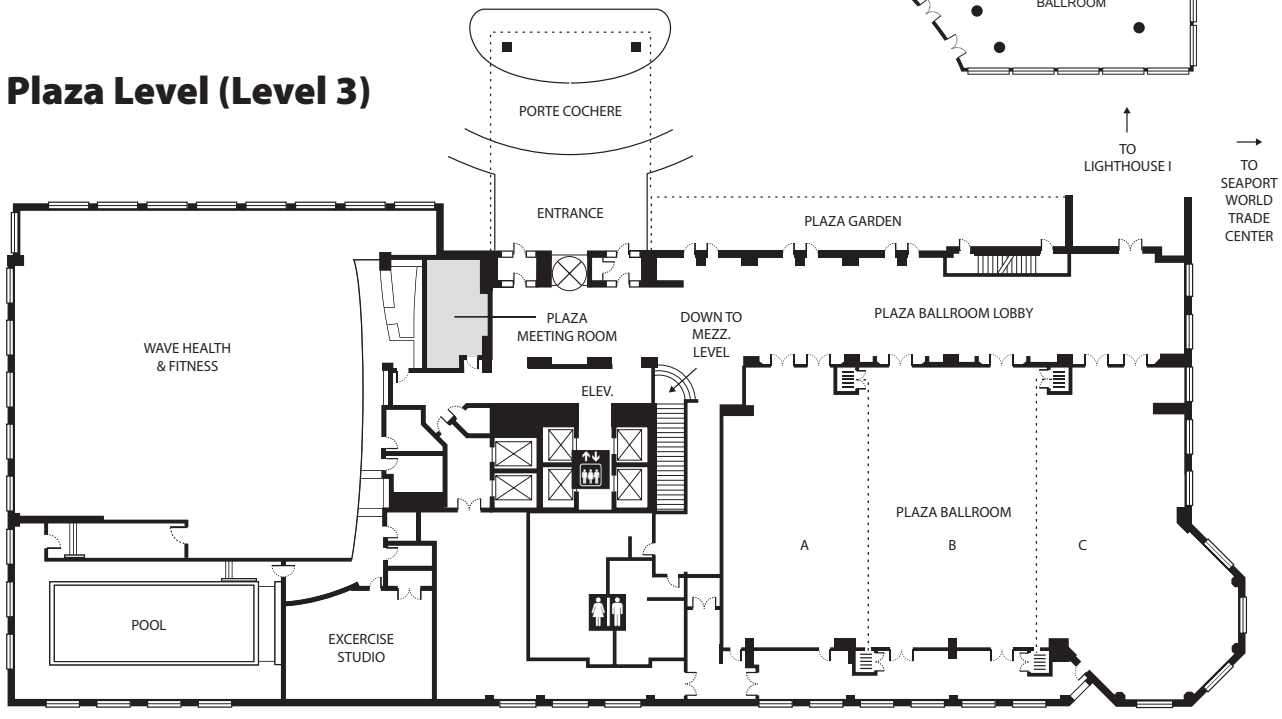 BALLROOM
Plaza Level (Level 3)
PORTE COCHERE
TO
LIGHTHOUSE I
TO
SEAPORT
WORLD
TRADE
CENTER
ENTRANCE
PLAZA GARDEN
PLAZA
MEETING ROOM
DOWN TO
MEZZ.
LEVEL
PLAZA BALLROOM LOBBY
WAVE HEALTH
& FITNESS
ELEV.
PLAZA BALLROOM
A
B
C
POOL
EXCERCISE
STUDIO